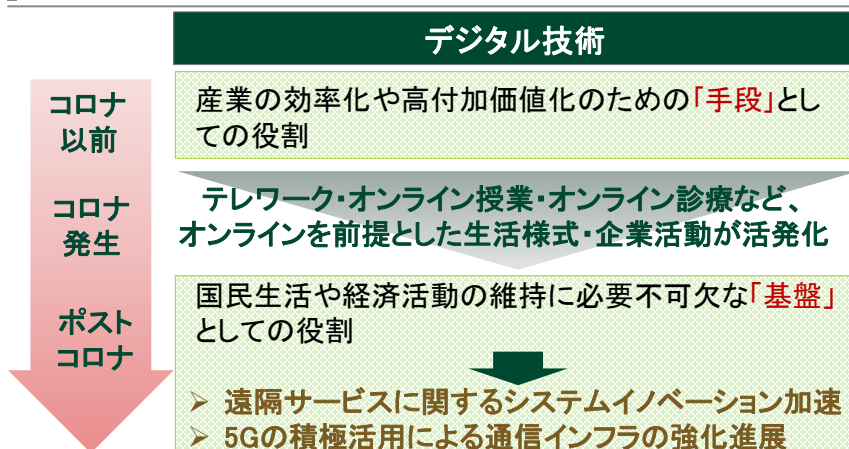 デジタル技術
コロナ
以前
産業の効率化や高付加価値化のための「手段」とし
ての役割
コロナ
発生
テレワーク・オンライン授業・オンライン診療など、
オンラインを前提とした生活様式・企業活動が活発化
ポスト
コロナ
国民生活や経済活動の維持に必要不可欠な「基盤」
としての役割
➢ 遠隔サービスに関するシステムイノベーション加速
➢ 5Gの積極活用による通信インフラの強化進展